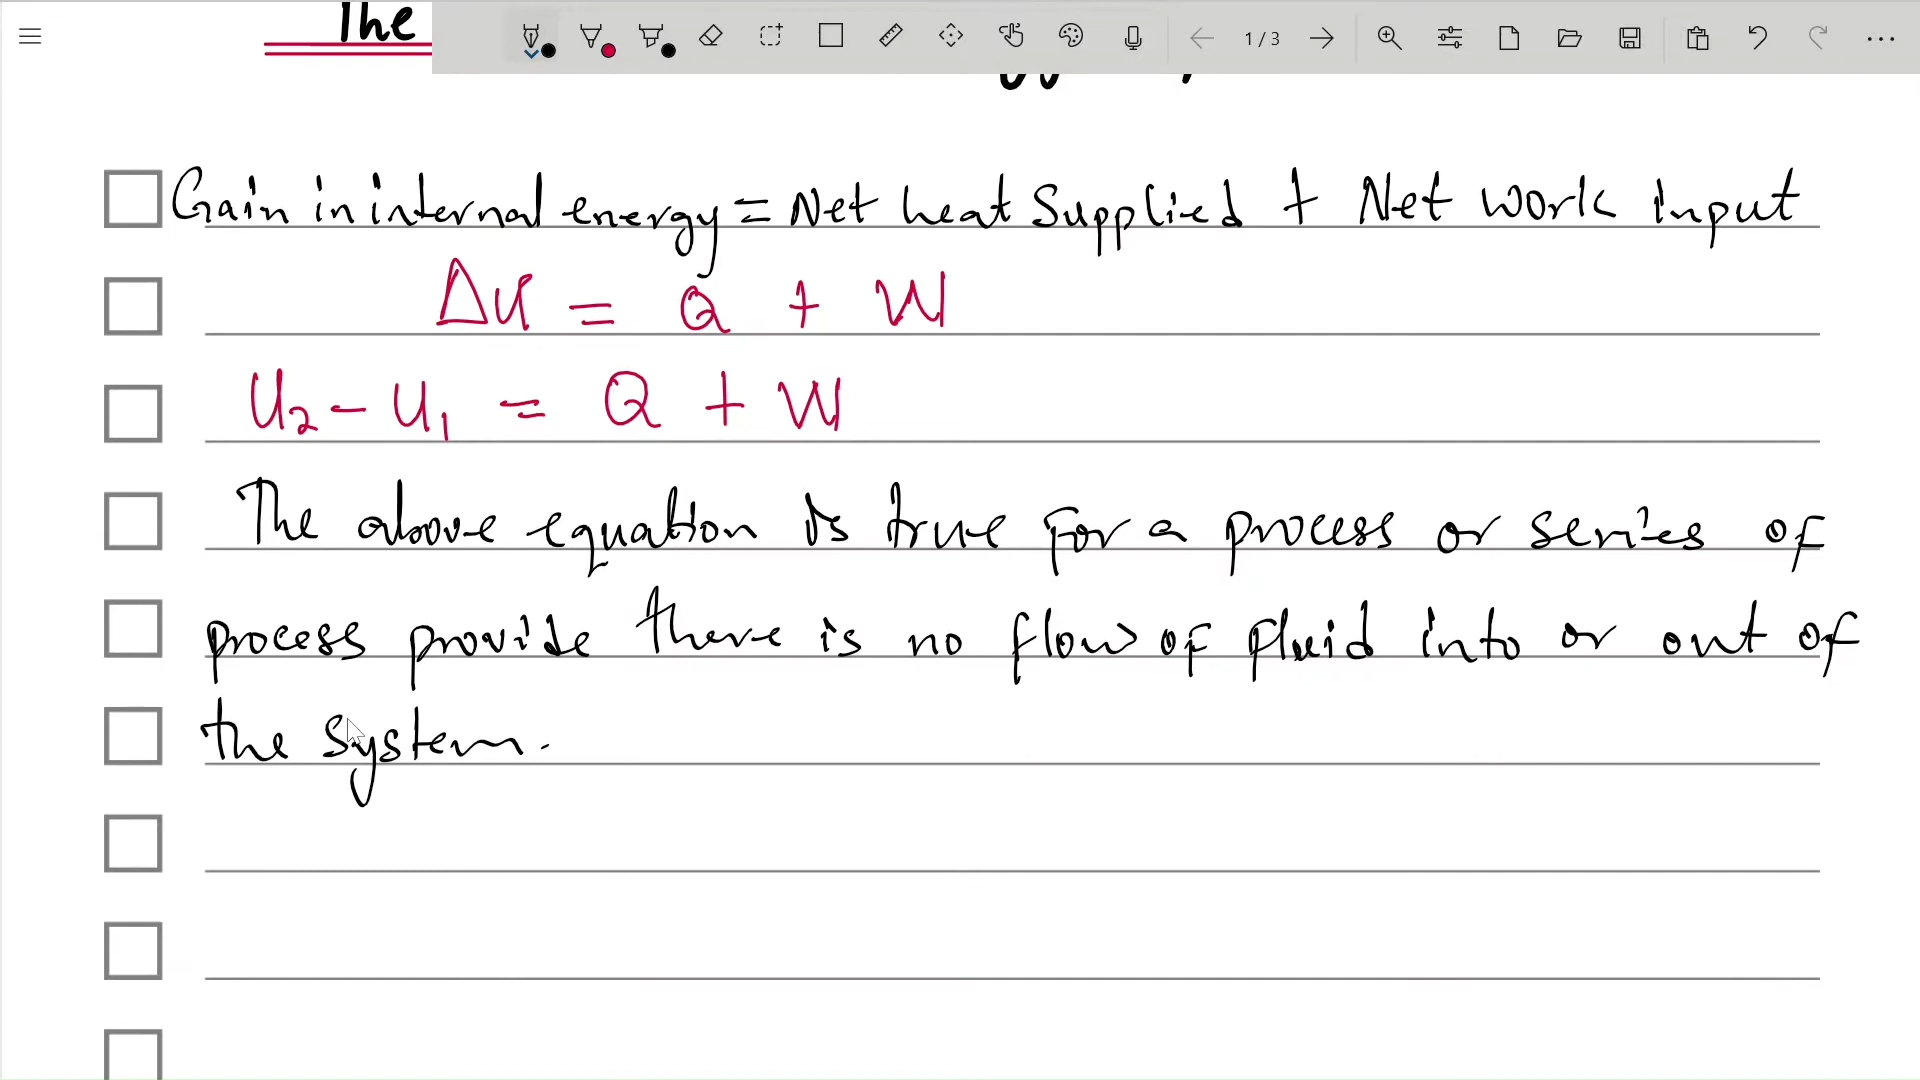 The
1 / 3
Gain in internal energy = Net heat Supplied + Net work input
ΔU = Q + W
U₂ - U₁ = Q + W
The above equation is true for a process or series of
process provide there is no flow of fluid into or out of
the system.